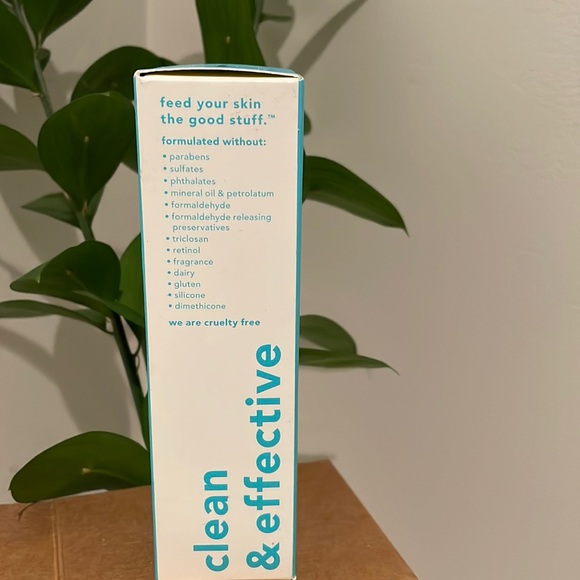 feed your skin
the good stuff.™
formulated without:
• parabens
• sulfates
• phthalates
• mineral oil & petrolatum
• formaldehyde
• formaldehyde releasing
preservatives
• triclosan
• retinol
• fragrance
• dairy
• gluten
• silicone
• dimethicone
we are cruelty free
clean
& effective